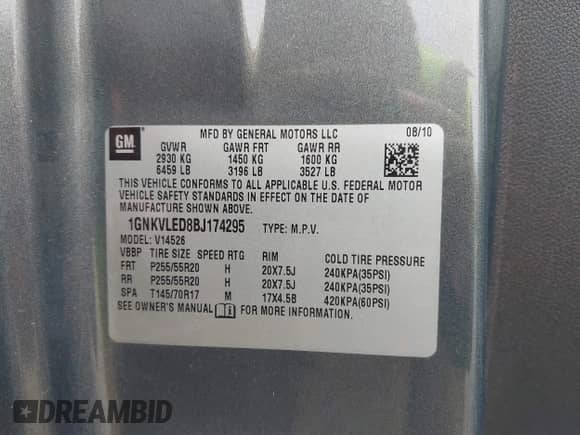 GM
MFD BY GENERAL MOTORS LLC 08/10
GVWR GAWR FRT GAWR RR
2930 KG 1450 KG 1600 KG
6459 LB 3196 LB 3527 LB
THIS VEHICLE CONFORMS TO ALL APPLICABLE U.S. FEDERAL MOTOR
VEHICLE SAFETY STANDARDS IN EFFECT ON THE DATE OF
MANUFACTURE SHOWN ABOVE.
1GNKVLED8BJ174295 TYPE: M.P.V.
MODEL: V14526
VBBP TIRE SIZE SPEED RTG RIM COLD TIRE PRESSURE
FRT P255/55R20 H 20X7.5J 240KPA(35PSI)
RR P255/55R20 H 20X7.5J 240KPA(35PSI)
SPA T145/70R17 M 17X4.5B 420KPA(60PSI)
SEE OWNER'S MANUAL FOR MORE INFORMATION.
DREAMBID